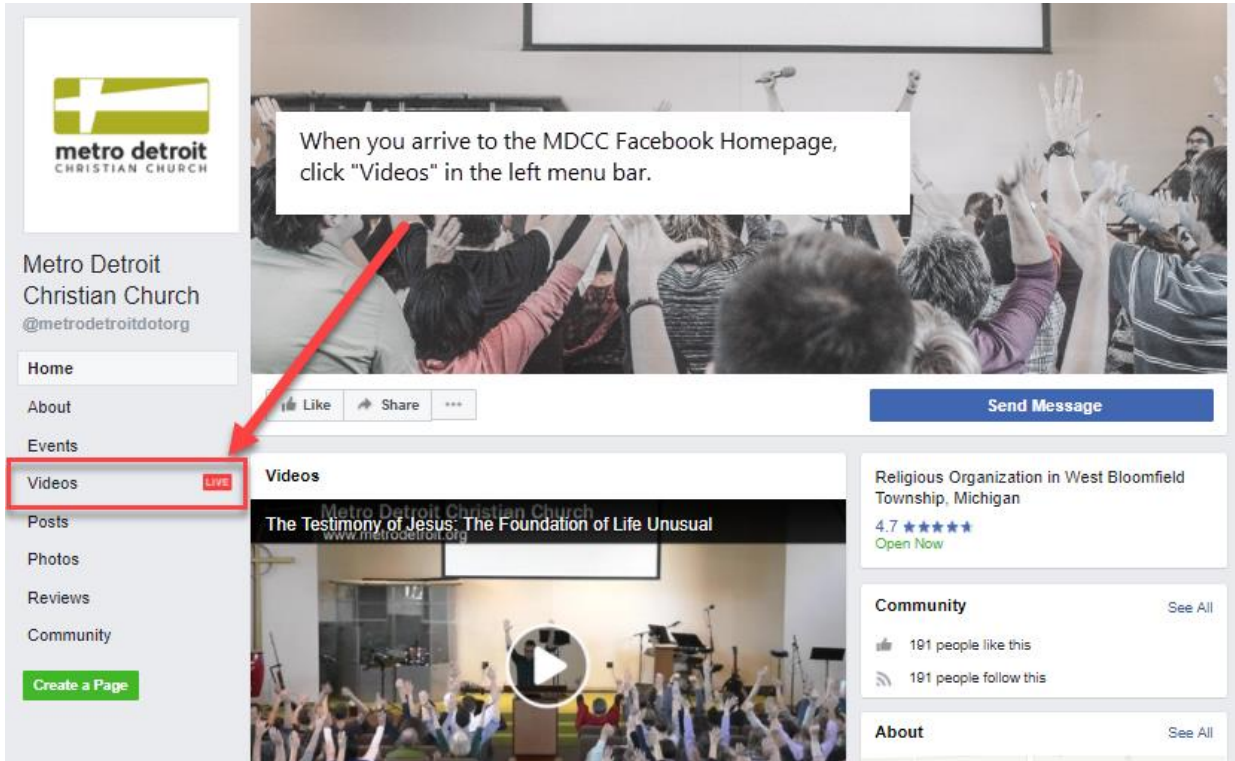 metro detroit
CHRISTIAN CHURCH
Metro Detroit
Christian Church
@metrodetroitdotorg
Home
About
Events
Videos LIVE
Posts
Photos
Reviews
Community
Create a Page
When you arrive to the MDCC Facebook Homepage,
click "Videos" in the left menu bar.
Like Share ...
Send Message
Videos
Metro Detroit Christian Church
The Testimony of Jesus: The Foundation of Life Unusual
www.metrodetroit.org
Religious Organization in West Bloomfield
Township, Michigan
4.7 ★★★★★
Open Now
Community See All
191 people like this
191 people follow this
About See All